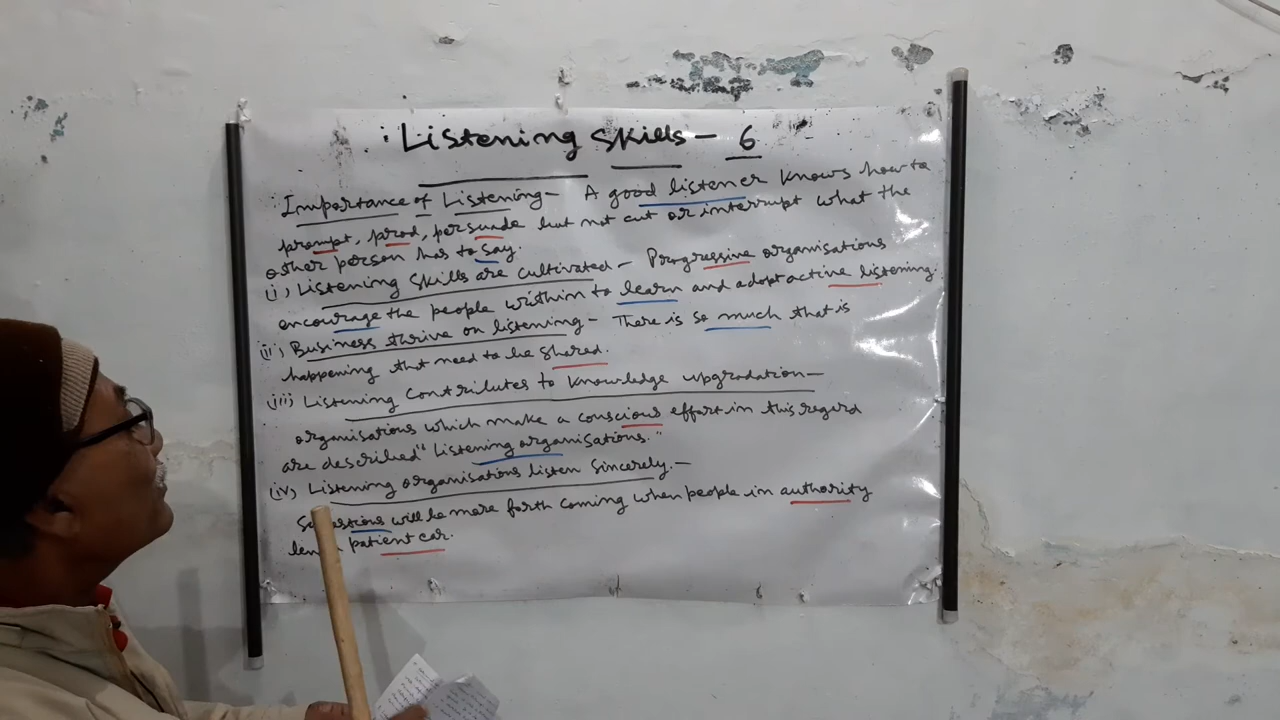 Listening Skills - 6
Importance of Listening - A good listener knows how to
prompt, prod, persuade but not cut or interrupt what the
other person has to say.
(i) Listening Skills are cultivated - Progressive organisations
encourage the people within to learn and adopt active listening.
(ii) Business thrive on listening - There is so much that is
happening that need to be shared.
(iii) Listening Contributes to Knowledge upgradation -
organisations which make a conscious effort in this regard
are described "Listening organisations."
(iv) Listening organisations listen Sincerely. -
will be more forth coming when people in authority
patient ear.